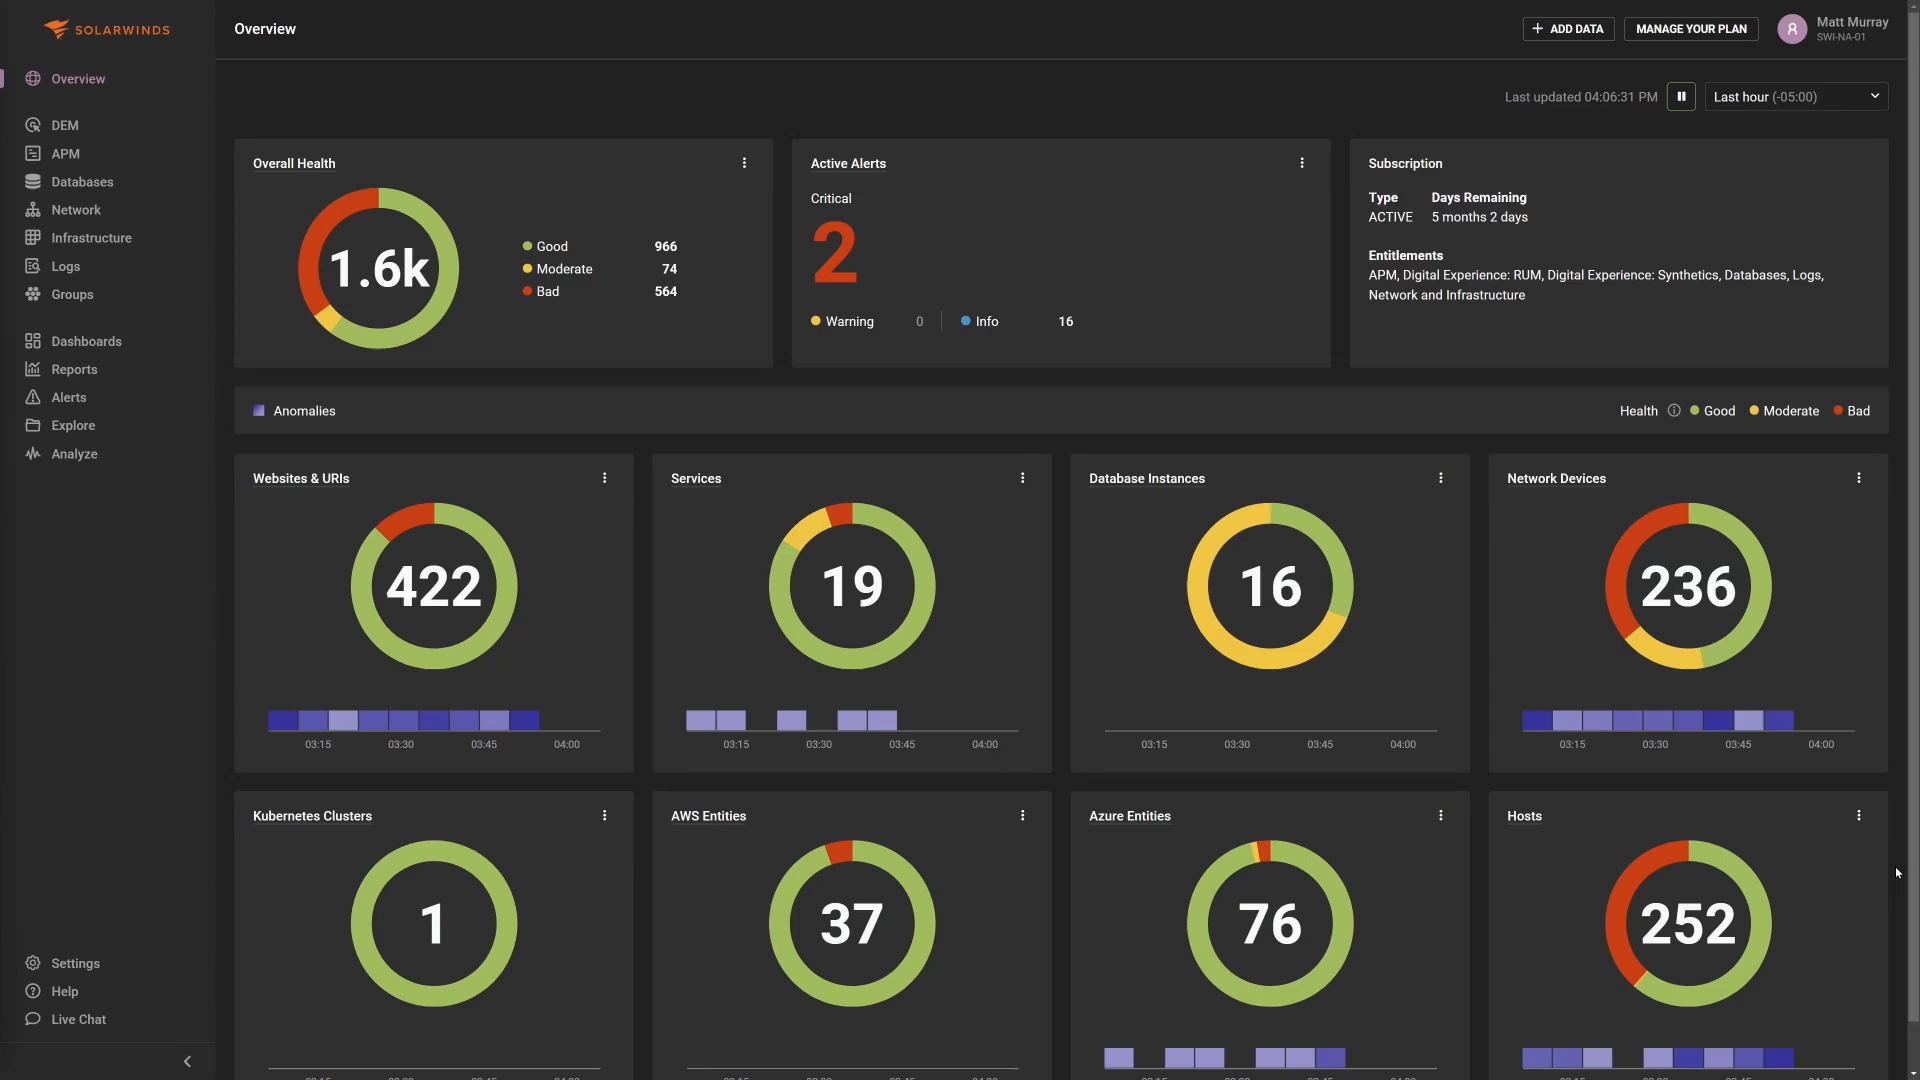 SOLARWINDS
Overview
ADD DATA
MANAGE YOUR PLAN
Matt Murray
SWI-NA-01
Overview
DEM
APM
Databases
Network
Infrastructure
Logs
Groups
Dashboards
Reports
Alerts
Explore
Analyze
Settings
Help
Live Chat
Last updated 04:06:31 PM
Last hour (-05:00)
Overall Health
1.6k
Good 966
Moderate 74
Bad 564
Active Alerts
Critical
2
Warning 0
Info 16
Subscription
Type Days Remaining
ACTIVE 5 months 2 days
Entitlements
APM, Digital Experience: RUM, Digital Experience: Synthetics, Databases, Logs,
Network and Infrastructure
Anomalies
Health Good Moderate Bad
Websites & URIs
422
03:15 03:30 03:45 04:00
Services
19
03:15 03:30 03:45 04:00
Database Instances
16
03:15 03:30 03:45 04:00
Network Devices
236
03:15 03:30 03:45 04:00
Kubernetes Clusters
1
AWS Entities
37
Azure Entities
76
Hosts
252